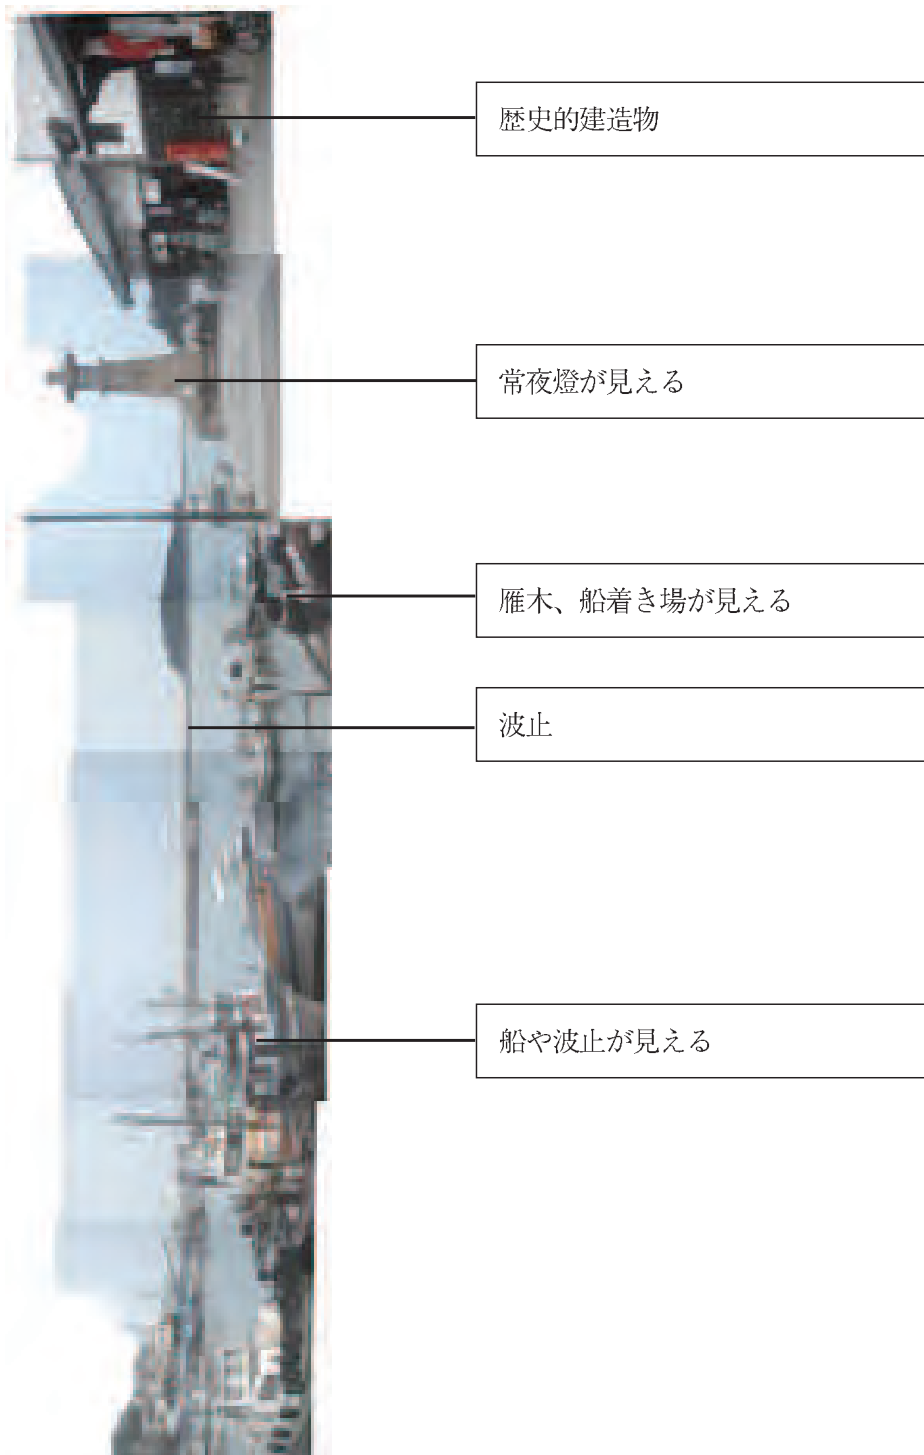 歴史的建造物
常夜燈が見える
雁木、船着き場が見える
波止
船や波止が見える